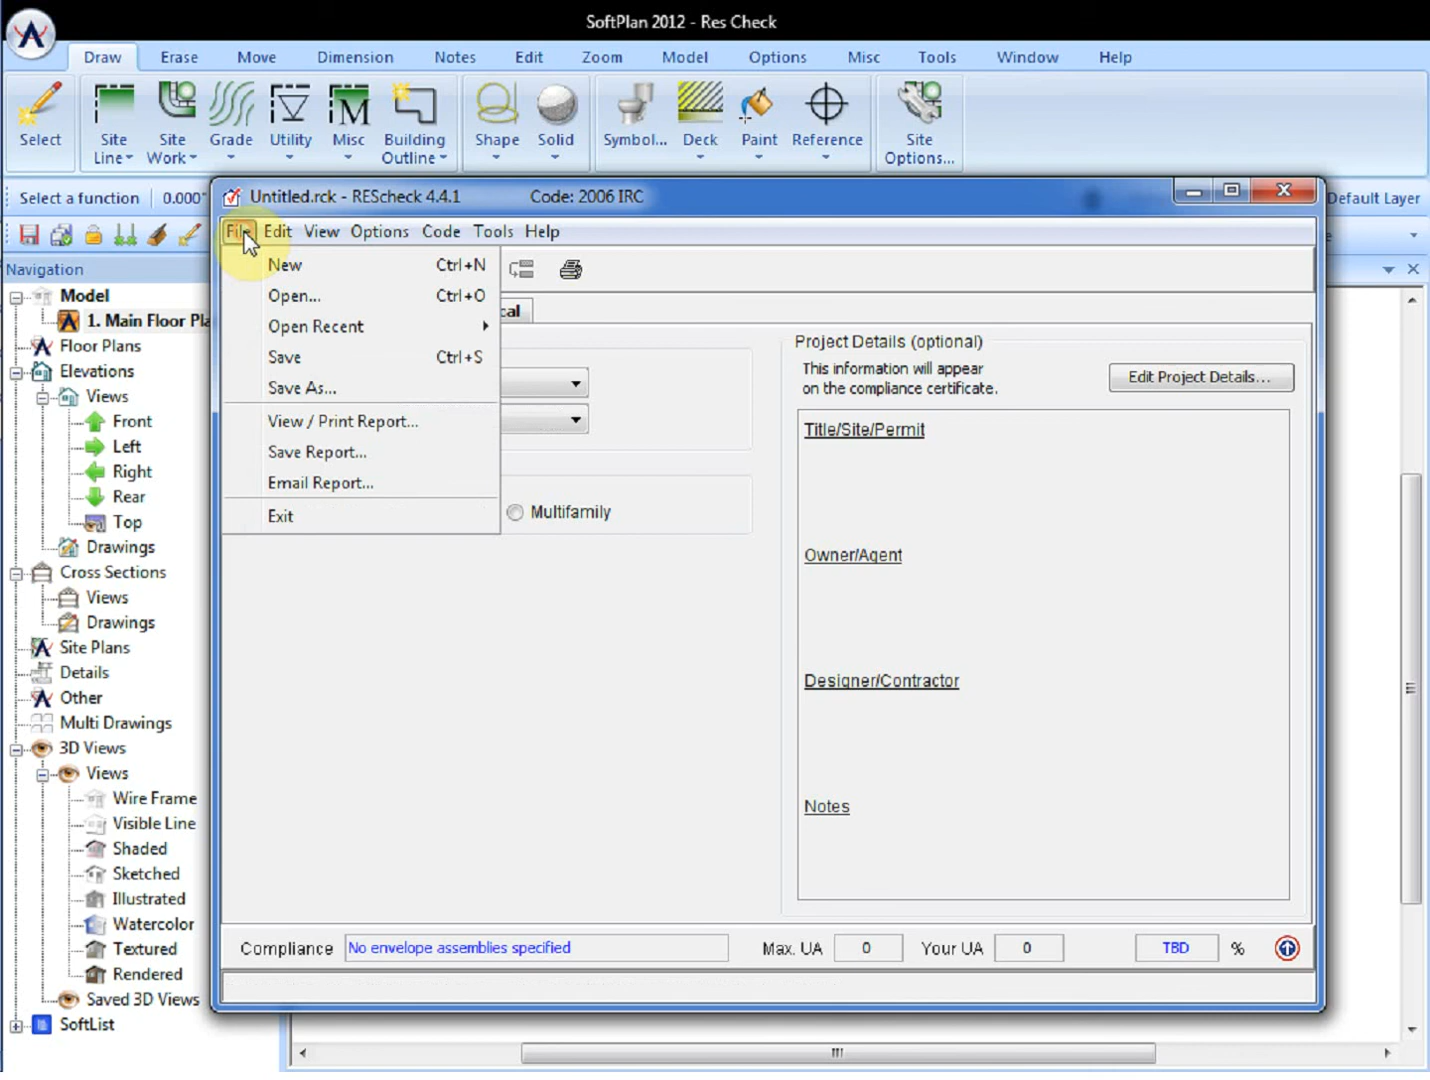 SoftPlan 2012 - Res Check
Draw Erase Move Dimension Notes Edit Zoom Model Options Misc Tools Window Help
Select
Site Line
Site Work
Grade
Utility
Misc
Building Outline
Shape
Solid
Symbol...
Deck
Paint
Reference
Site Options...
Select a function 0.000"
Default Layer
Untitled.rck - REScheck 4.4.1 Code: 2006 IRC
File Edit View Options Code Tools Help
New Ctrl+N
Open... Ctrl+O
Open Recent
Save Ctrl+S
Save As...
View / Print Report...
Save Report...
Email Report...
Exit
Multifamily
Project Details (optional)
This information will appear
on the compliance certificate.
Edit Project Details...
Title/Site/Permit
Owner/Agent
Designer/Contractor
Notes
Compliance No envelope assemblies specified Max. UA 0 Your UA 0 TBD %
Navigation
Model
1. Main Floor Pla
Floor Plans
Elevations
Views
Front
Left
Right
Rear
Top
Drawings
Cross Sections
Views
Drawings
Site Plans
Details
Other
Multi Drawings
3D Views
Views
Wire Frame
Visible Line
Shaded
Sketched
Illustrated
Watercolor
Textured
Rendered
Saved 3D Views
SoftList